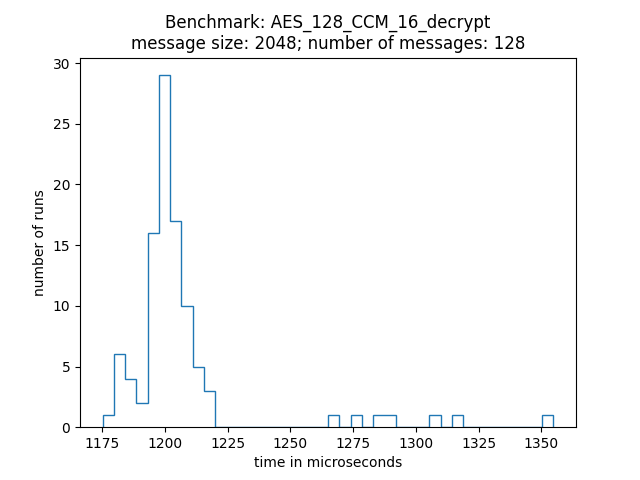 Benchmark: AES_128_CCM_16_decrypt
message size: 2048; number of messages: 128
30
25
20
15
10
5
0
number of runs
1175 1200 1225 1250 1275 1300 1325 1350
time in microseconds